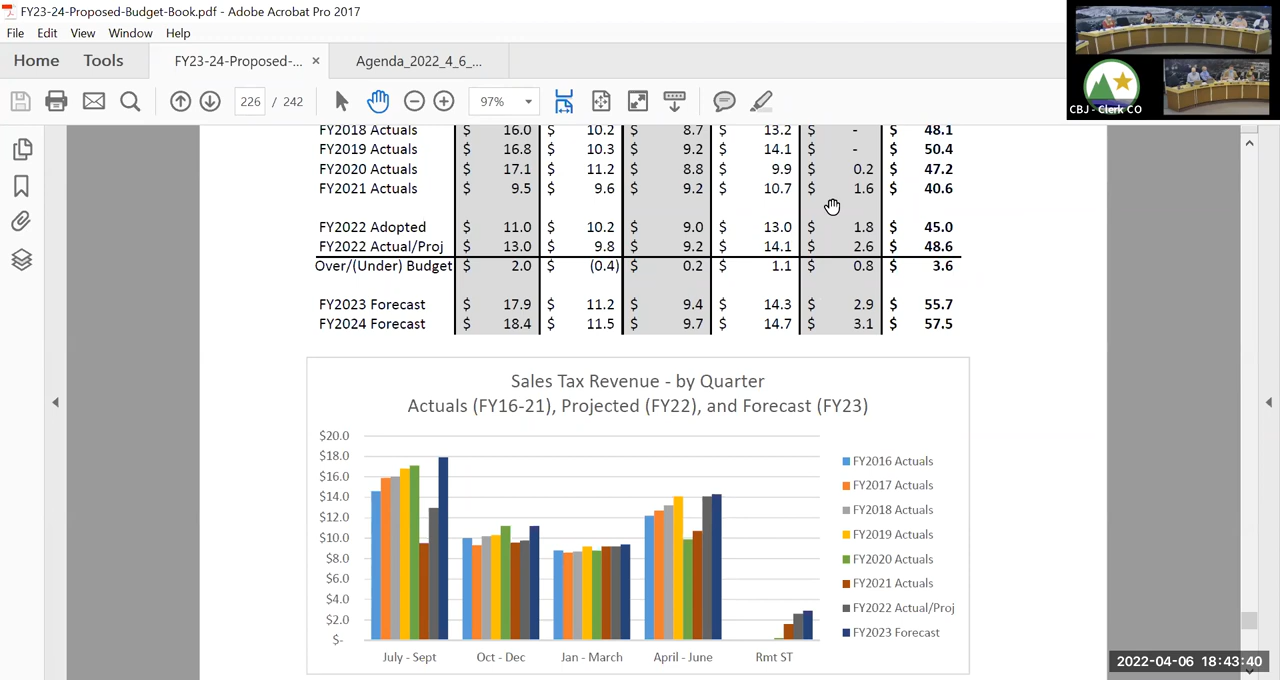 FY23-24-Proposed-Budget-Book.pdf - Adobe Acrobat Pro 2017
File Edit View Window Help
Home Tools FY23-24-Proposed-... × Agenda_2022_4_6_...
226 / 242 97%
CBJ - Clerk CO
FY2018 Actuals $ 16.0 $ 10.2 $ 8.7 $ 13.2 $ - $ 48.1
FY2019 Actuals $ 16.8 $ 10.3 $ 9.2 $ 14.1 $ - $ 50.4
FY2020 Actuals $ 17.1 $ 11.2 $ 8.8 $ 9.9 $ 0.2 $ 47.2
FY2021 Actuals $ 9.5 $ 9.6 $ 9.2 $ 10.7 $ 1.6 $ 40.6
FY2022 Adopted $ 11.0 $ 10.2 $ 9.0 $ 13.0 $ 1.8 $ 45.0
FY2022 Actual/Proj $ 13.0 $ 9.8 $ 9.2 $ 14.1 $ 2.6 $ 48.6
Over/(Under) Budget $ 2.0 $ (0.4) $ 0.2 $ 1.1 $ 0.8 $ 3.6
FY2023 Forecast $ 17.9 $ 11.2 $ 9.4 $ 14.3 $ 2.9 $ 55.7
FY2024 Forecast $ 18.4 $ 11.5 $ 9.7 $ 14.7 $ 3.1 $ 57.5
Sales Tax Revenue - by Quarter
Actuals (FY16-21), Projected (FY22), and Forecast (FY23)
$20.0
$18.0
$16.0
$14.0
$12.0
$10.0
$8.0
$6.0
$4.0
$2.0
$-
July - Sept Oct - Dec Jan - March April - June Rmt ST
FY2016 Actuals
FY2017 Actuals
FY2018 Actuals
FY2019 Actuals
FY2020 Actuals
FY2021 Actuals
FY2022 Actual/Proj
FY2023 Forecast
2022-04-06 18:43:40